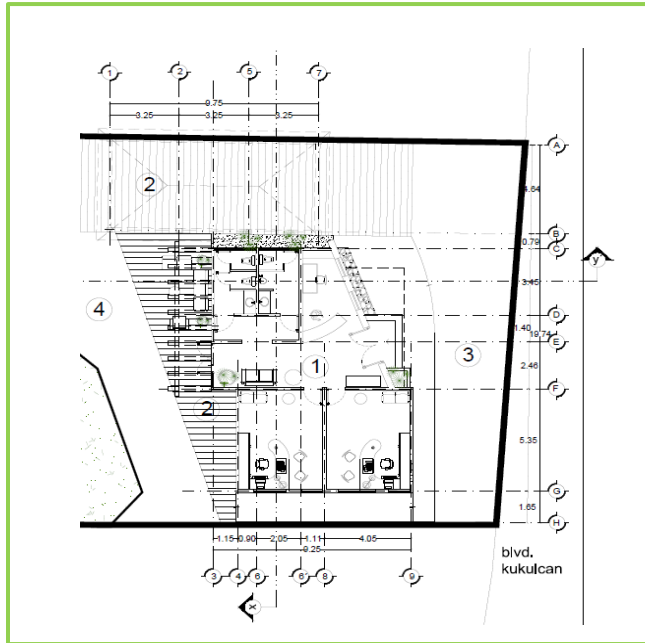 1 2 5 7
9.75
3.25 3.25 3.25
A
2
4.64
B
0.79
C
y
3.45
4
D
1.40
19.74
E
1
3
2.46
F
2
5.35
G
1.65
H
1.15 0.90 2.05 1.11 4.05
9.25
blvd.
kukulcan
3 4 6 6' 8 9
X